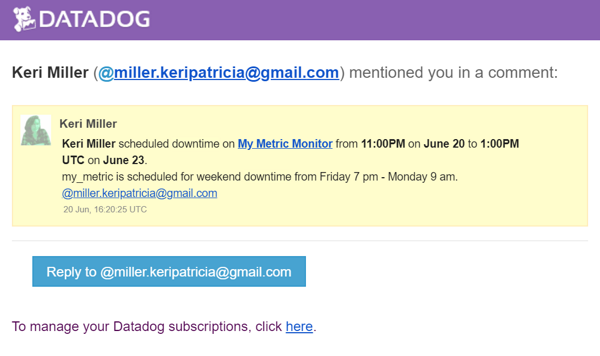 DATADOG
Keri Miller (@miller.keripatricia@gmail.com) mentioned you in a comment:
Keri Miller
Keri Miller scheduled downtime on My Metric Monitor from 11:00PM on June 20 to 1:00PM
UTC on June 23.
my_metric is scheduled for weekend downtime from Friday 7 pm - Monday 9 am.
@miller.keripatricia@gmail.com
20 Jun, 16:20:25 UTC
Reply to @miller.keripatricia@gmail.com
To manage your Datadog subscriptions, click here.